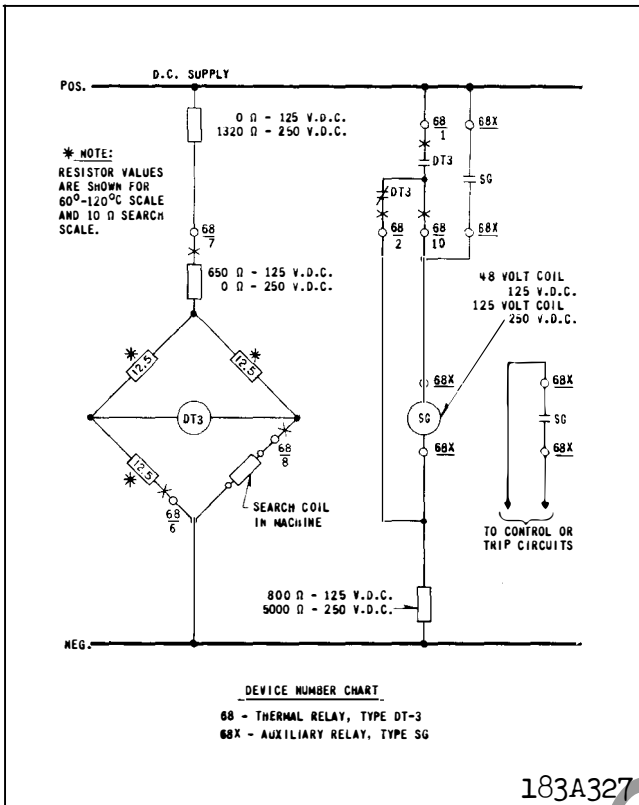 D.C. SUPPLY
POS.
0 Ω - 125 V.D.C.
1320 Ω - 250 V.D.C.
* NOTE:
RESISTOR VALUES
ARE SHOWN FOR
60°-120°C SCALE
AND 10 Ω SEARCH
SCALE.
68
7
650 Ω - 125 V.D.C.
0 Ω - 250 V.D.C.
*
12.5
12.5
*
DT3
12.5
*
68
6
68
8
SEARCH COIL
IN MACHINE
68
1
68X
DT3
SG
DT3
68
2
68
10
68X
48 VOLT COIL
125 V.D.C.
125 VOLT COIL
250 V.D.C.
68X
SG
68X
68X
SG
68X
TO CONTROL OR
TRIP CIRCUITS
800 Ω - 125 V.D.C.
5000 Ω - 250 V.D.C.
NEG.
DEVICE NUMBER CHART
68 - THERMAL RELAY, TYPE DT-3
68X - AUXILIARY RELAY, TYPE SG
183A327